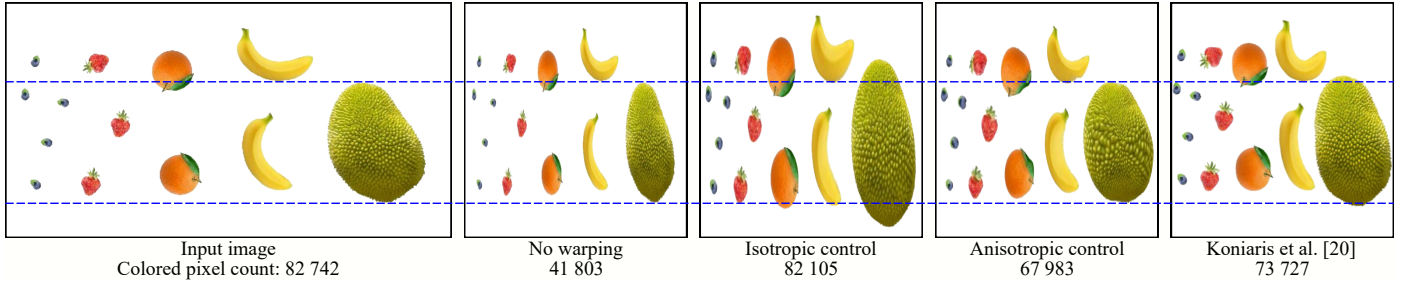 Input image
Colored pixel count: 82 742
No warping
41 803
Isotropic control
82 105
Anisotropic control
67 983
Koniaris et al. [20]
73 727